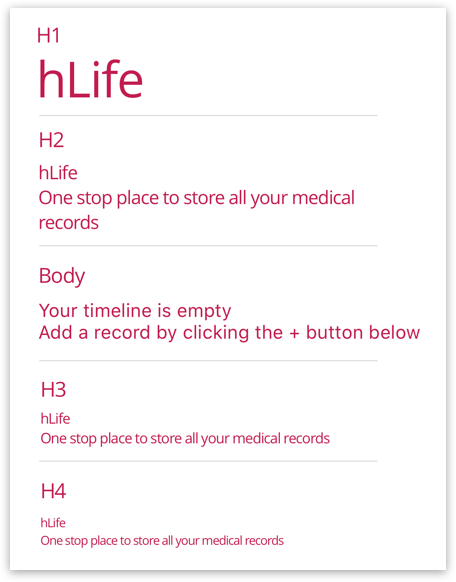 H1
hLife
H2
hLife
One stop place to store all your medical
records
Body
Your timeline is empty
Add a record by clicking the + button below
H3
hLife
One stop place to store all your medical records
H4
hLife
One stop place to store all your medical records